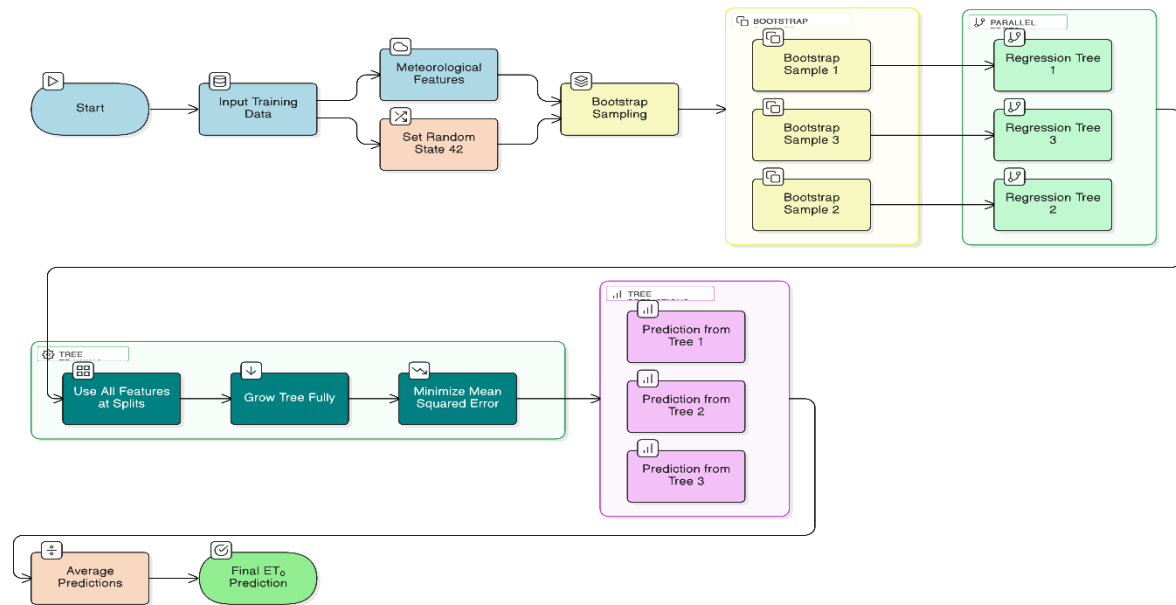 Start
Input Training
Data
Meteorological
Features
Set Random
State 42
Bootstrap
Sampling
BOOTSTRAP
Bootstrap
Sample 1
Bootstrap
Sample 3
Bootstrap
Sample 2
PARALLEL
Regression Tree
1
Regression Tree
3
Regression Tree
2
TREE
Use All Features
at Splits
Grow Tree Fully
Minimize Mean
Squared Error
TREE
Prediction from
Tree 1
Prediction from
Tree 2
Prediction from
Tree 3
Average
Predictions
Final ET₀
Prediction